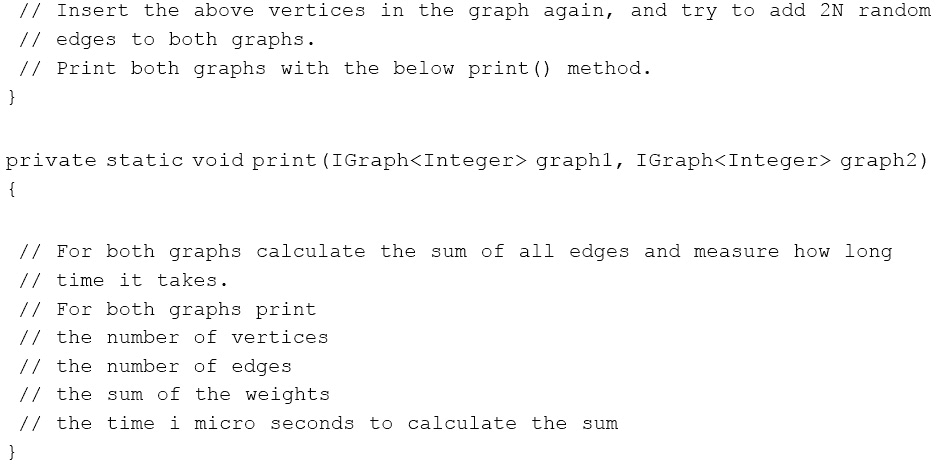 // Insert the above vertices in the graph again, and try to add 2N random
// edges to both graphs.
// Print both graphs with the below print() method.
}
private static void print(IGraph<Integer> graph1, IGraph<Integer> graph2)
{
// For both graphs calculate the sum of all edges and measure how long
// time it takes.
// For both graphs print
// the number of vertices
// the number of edges
// the sum of the weights
// the time i micro seconds to calculate the sum
}